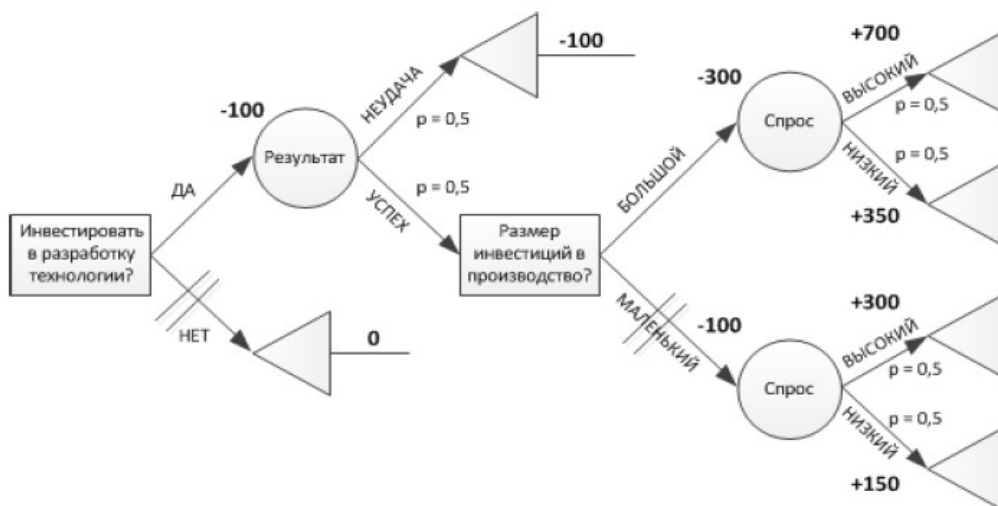 Инвестировать
в разработку
технологии?
ДА
НЕТ
0
-100
Результат
НЕУДАЧА
p = 0,5
-100
УСПЕХ
p = 0,5
Размер
инвестиций в
производство?
БОЛЬШОЙ
МАЛЕНЬКИЙ
-300
Спрос
+700
ВЫСОКИЙ
p = 0,5
p = 0,5
НИЗКИЙ
+350
-100
Спрос
+300
ВЫСОКИЙ
p = 0,5
p = 0,5
НИЗКИЙ
+150